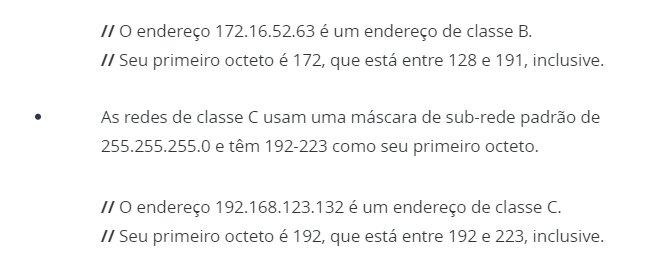 // O endereço 172.16.52.63 é um endereço de classe B.
// Seu primeiro octeto é 172, que está entre 128 e 191, inclusive.
• As redes de classe C usam uma máscara de sub-rede padrão de
255.255.255.0 e têm 192-223 como seu primeiro octeto.
// O endereço 192.168.123.132 é um endereço de classe C.
// Seu primeiro octeto é 192, que está entre 192 e 223, inclusive.